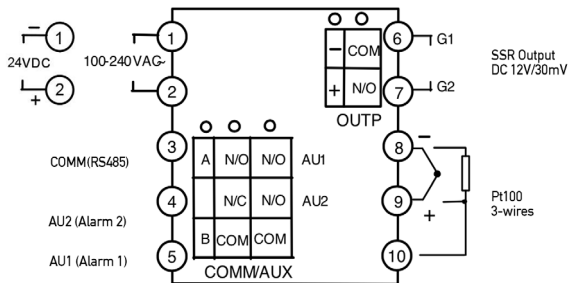 − 1 1 6 G1
24VDC 100-240 VAC~ − COM SSR Output
DC 12V/30mV
+ 2 2 + N/O 7 G2
OUTP
3 8 −
COMM(RS485) A N/O N/O AU1
4 N/C N/O AU2 9 + Pt100
3-wires
AU2 (Alarm 2)
B COM COM
AU1 (Alarm 1) 5 10
COMM/AUX